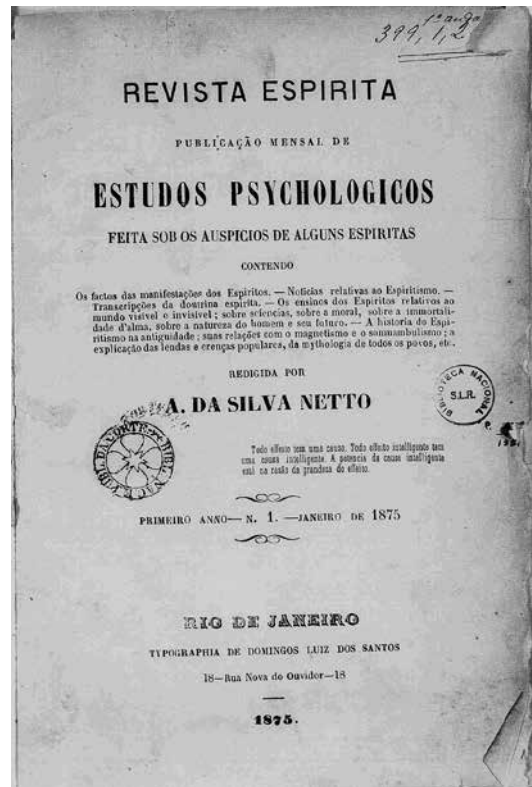 1º anno
399, 1, 2
REVISTA ESPIRITA
PUBLICAÇÃO MENSAL DE
ESTUDOS PSYCHOLOGICOS
FEITA SOB OS AUSPICIOS DE ALGUNS ESPIRITAS
CONTENDO
Os factos das manifestações dos Espiritos. — Noticias relativas ao Espiritismo. —
Transcripções da doutrina espirita. — Os ensinos dos Espiritos relativos ao
mundo visivel e invisivel; sobre sciencias, sobre a moral, sobre a immortali-
dade d'alma, sobre a natureza do homem e seu futuro. — A historia do Espi-
ritismo na antiguidade; suas relações com o magnetismo e o somnambulismo; a
explicação das lendas e crenças populares, da mythologia de todos os povos, etc.
REDIGIDA POR
A. DA SILVA NETTO
BIBLIOTECA NACIONAL
S.L.R.
Todo effeito tem uma causa. Todo effeito intelligente tem
uma causa intelligente. A potencia da causa intelligente
está na razão da grandeza do effeito.
PRIMEIRO ANNO — N. 1. — JANEIRO DE 1875
RIO DE JANEIRO
TYPOGRAPHIA DE DOMINGOS LUIZ DOS SANTOS
18—Rua Nova do Ouvidor—18
1875.